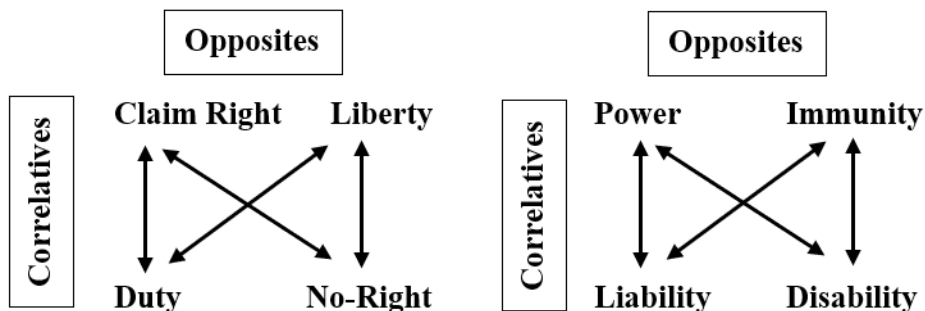 Opposites
Opposites
Correlatives
Claim Right Liberty
Duty No-Right
Correlatives
Power Immunity
Liability Disability